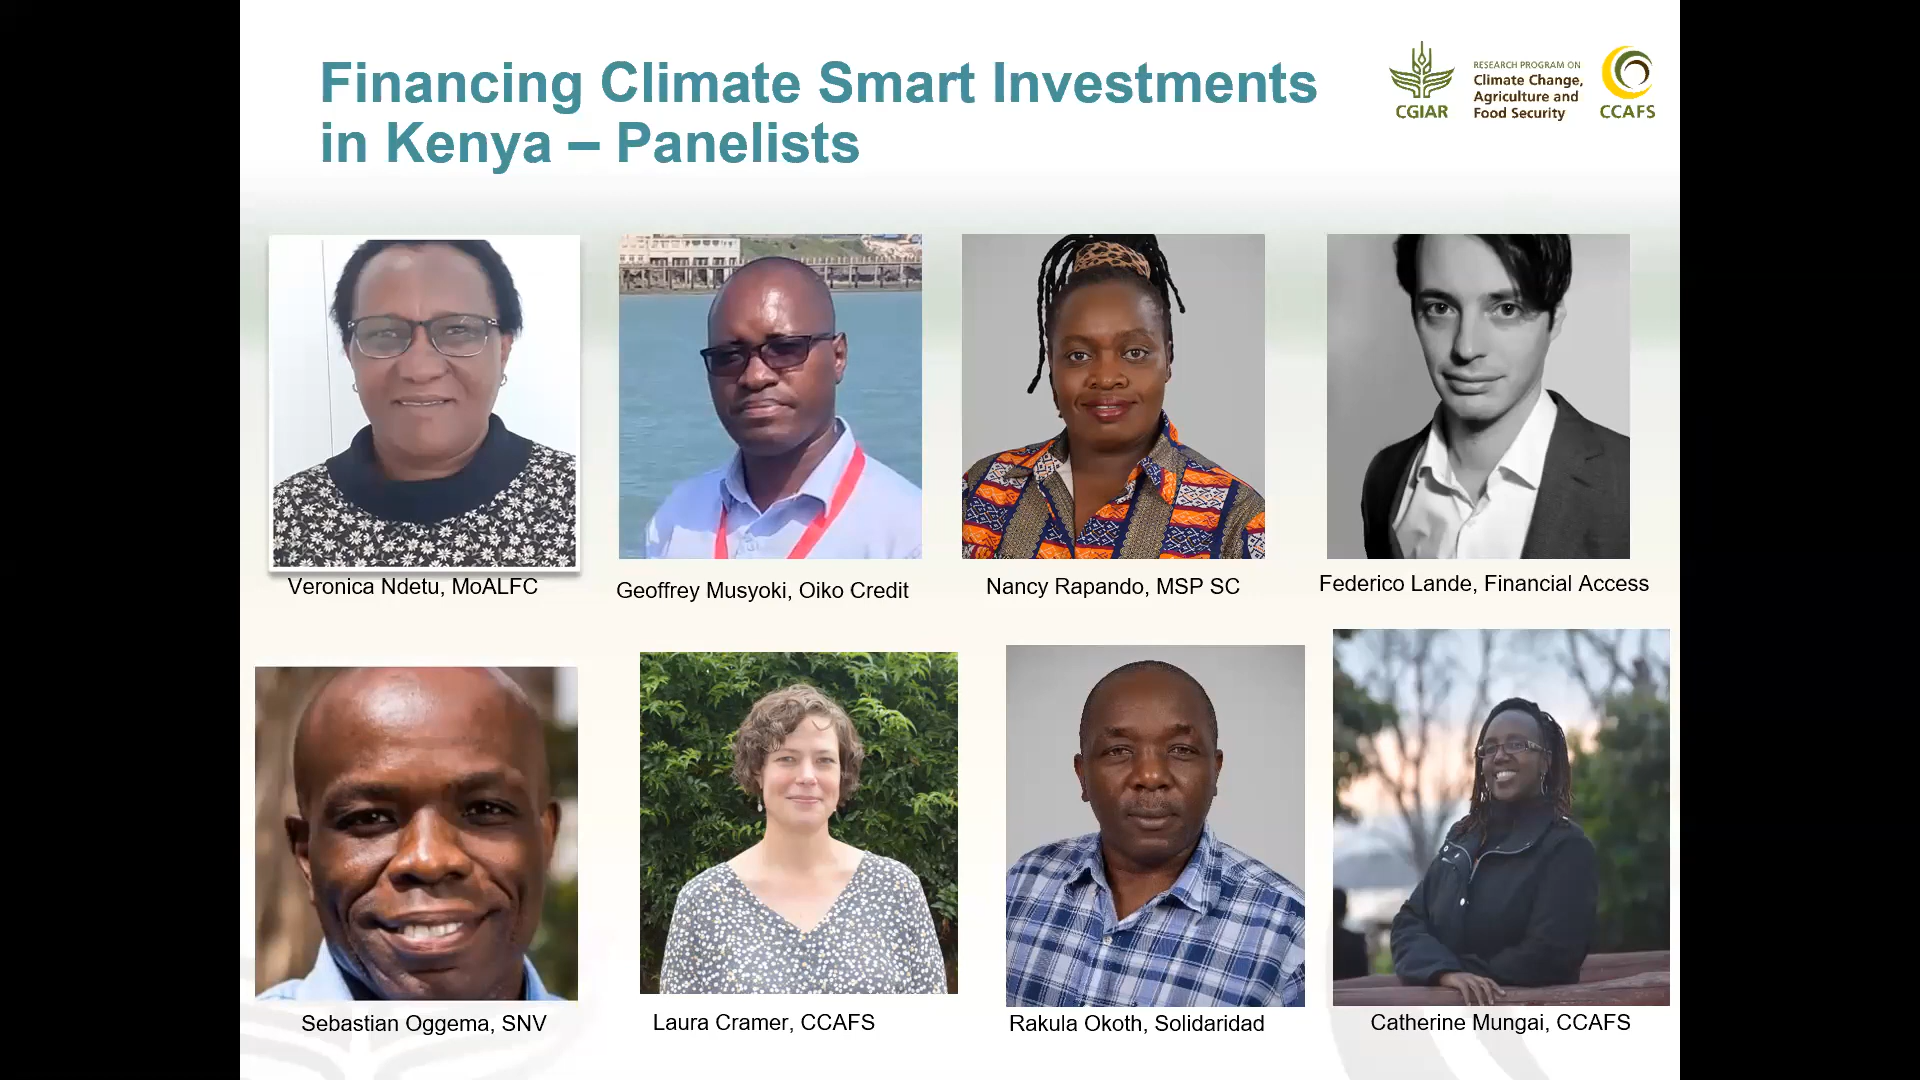 Financing Climate Smart Investments
in Kenya – Panelists
CGIAR
RESEARCH PROGRAM ON
Climate Change,
Agriculture and
Food Security
CCAFS
Veronica Ndetu, MoALFC
Geoffrey Musyoki, Oiko Credit
Nancy Rapando, MSP SC
Federico Lande, Financial Access
Sebastian Oggema, SNV
Laura Cramer, CCAFS
Rakula Okoth, Solidaridad
Catherine Mungai, CCAFS